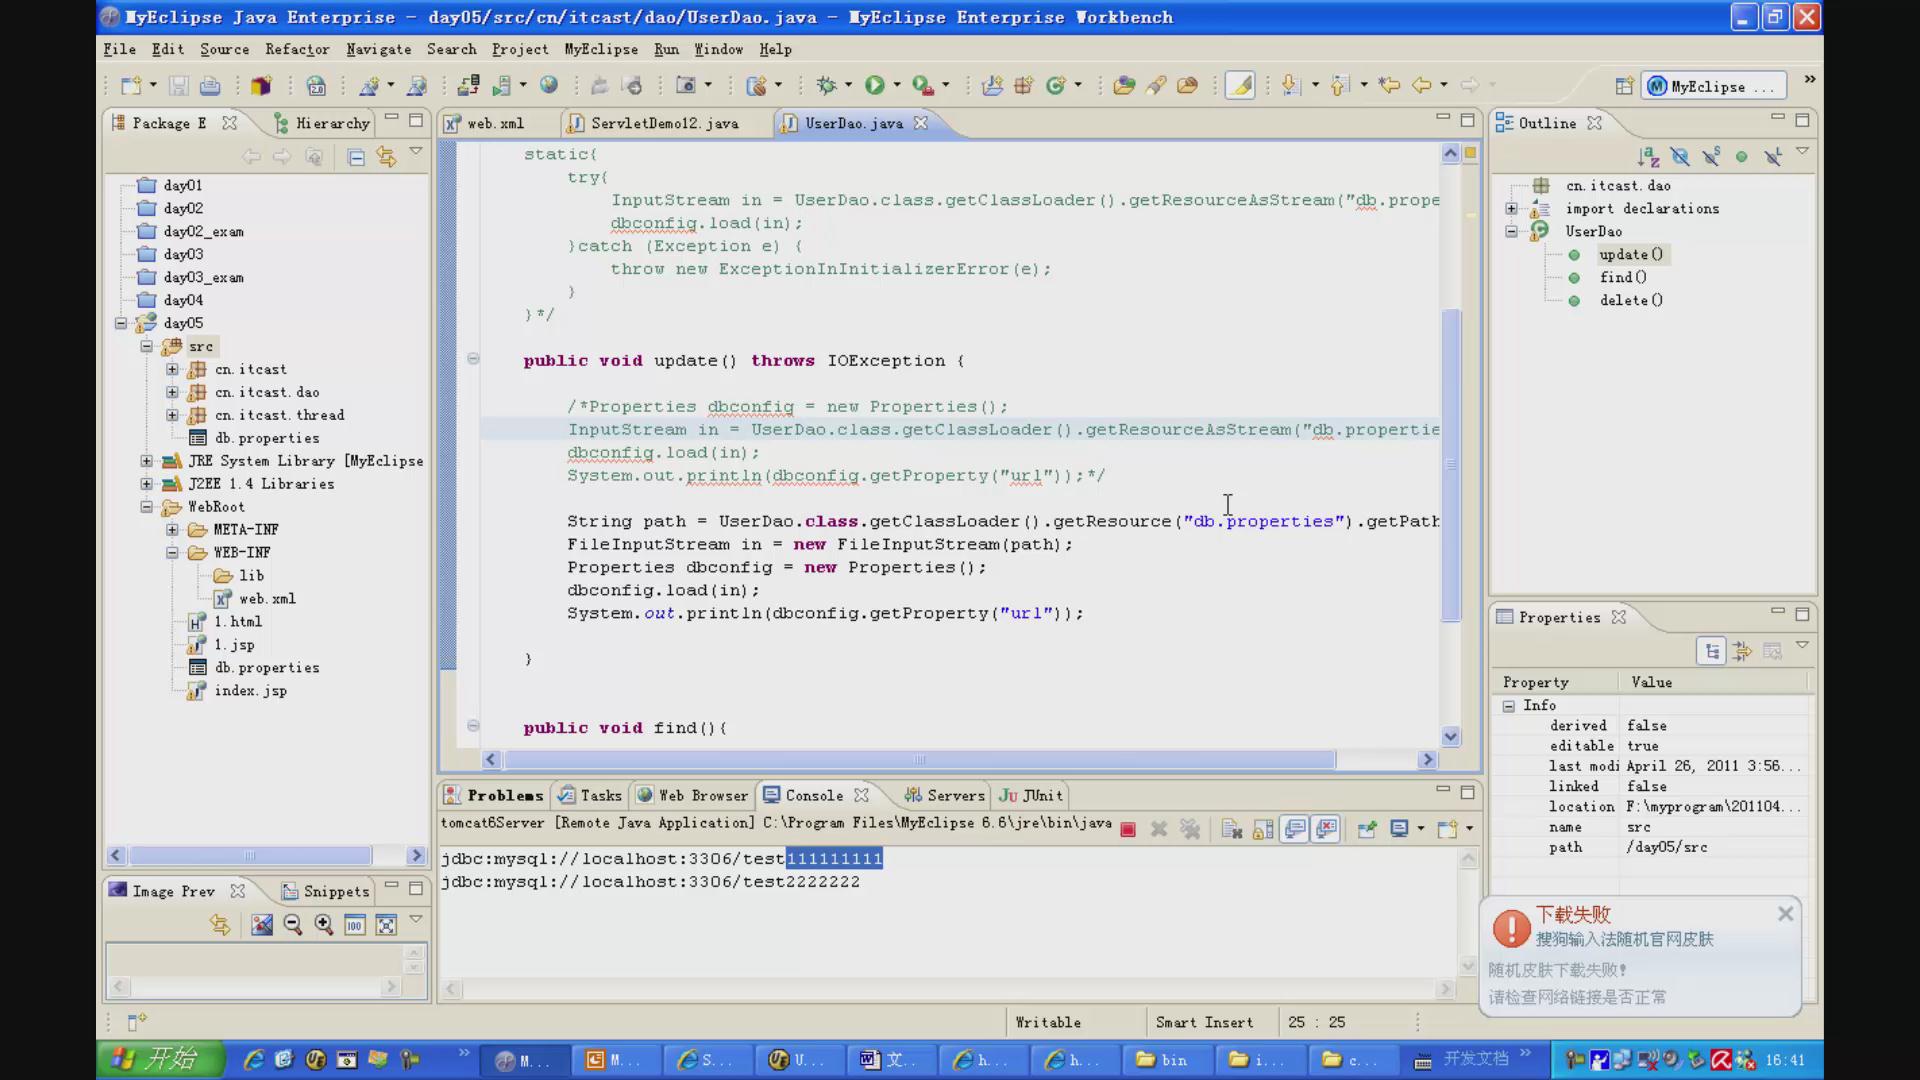 MyEclipse Java Enterprise - day05/src/cn/itcast/dao/UserDao.java - MyEclipse Enterprise Workbench
File Edit Source Refactor Navigate Search Project MyEclipse Run Window Help
MyEclipse ...
Package E
Hierarchy
day01
day02
day02_exam
day03
day03_exam
day04
day05
src
cn.itcast
cn.itcast.dao
cn.itcast.thread
db.properties
JRE System Library [MyEclipse
J2EE 1.4 Libraries
WebRoot
META-INF
WEB-INF
lib
web.xml
1.html
1.jsp
db.properties
index.jsp
Image Prev
Snippets
web.xml
ServletDemo12.java
UserDao.java
static{
try{
InputStream in = UserDao.class.getClassLoader().getResourceAsStream("db.prope
dbconfig.load(in);
}catch (Exception e) {
throw new ExceptionInInitializerError(e);
}
}*/
public void update() throws IOException {
/*Properties dbconfig = new Properties();
InputStream in = UserDao.class.getClassLoader().getResourceAsStream("db.propertie
dbconfig.load(in);
System.out.println(dbconfig.getProperty("url"));*/
String path = UserDao.class.getClassLoader().getResource("db.properties").getPath
FileInputStream in = new FileInputStream(path);
Properties dbconfig = new Properties();
dbconfig.load(in);
System.out.println(dbconfig.getProperty("url"));
}
public void find(){
Problems
Tasks
Web Browser
Console
Servers
JUnit
tomcat6Server [Remote Java Application] C:\Program Files\MyEclipse 6.6\jre\bin\java
jdbc:mysql://localhost:3306/test111111111
jdbc:mysql://localhost:3306/test2222222
Outline
cn.itcast.dao
import declarations
UserDao
update()
find()
delete()
Properties
Property Value
Info
derived false
editable true
last modi April 26, 2011 3:56...
linked false
location F:\myprogram\201104...
name src
path /day05/src
下载失败
搜狗输入法随机官网皮肤
随机皮肤下载失败!
请检查网络链接是否正常
Writable
Smart Insert
25 : 25
开始
M...
M...
S...
U...
文...
h...
h...
bin
i...
c...
开发文档
16:41